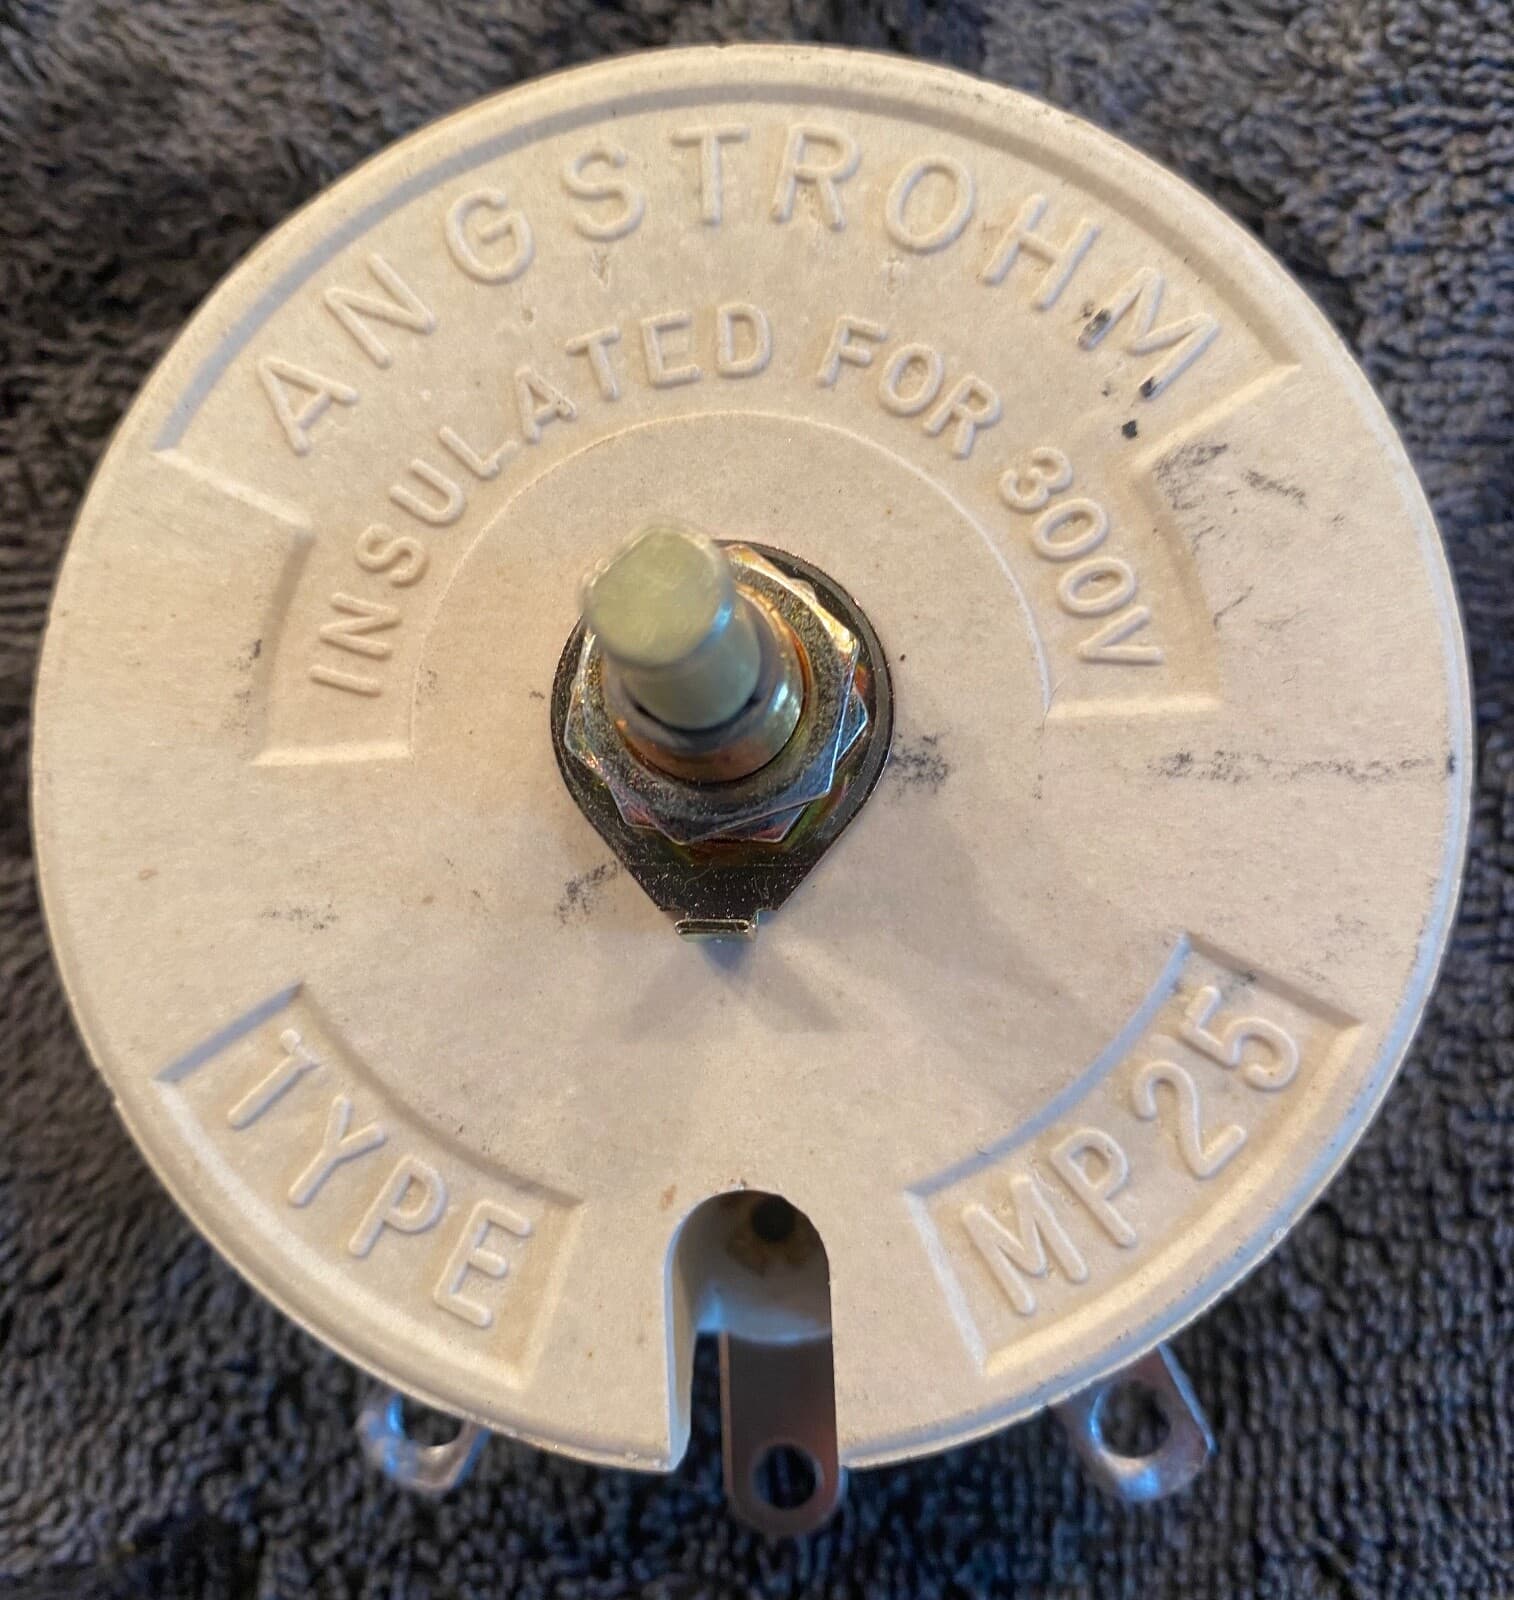 ANGSTROHM
INSULATED FOR 300V
TYPE
MP25